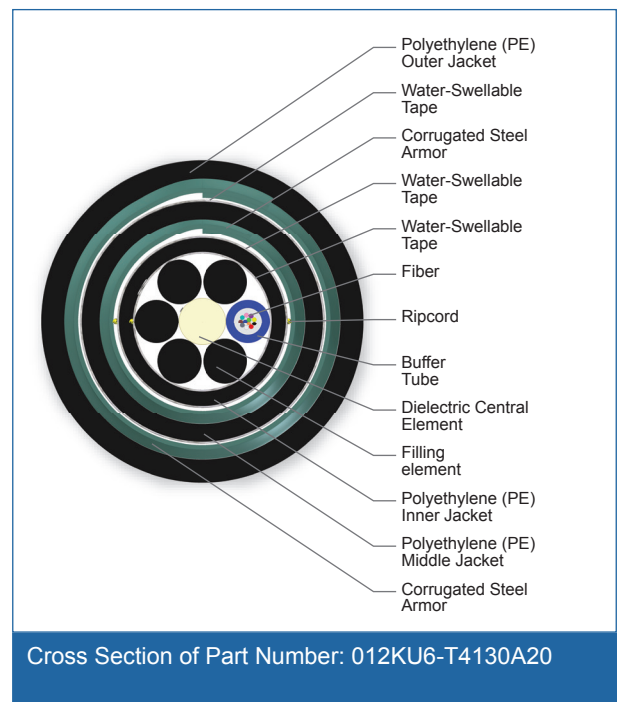 Polyethylene (PE)
Outer Jacket
Water-Swellable
Tape
Corrugated Steel
Armor
Water-Swellable
Tape
Water-Swellable
Tape
Fiber
Ripcord
Buffer
Tube
Dielectric Central
Element
Filling
element
Polyethylene (PE)
Inner Jacket
Polyethylene (PE)
Middle Jacket
Corrugated Steel
Armor
Cross Section of Part Number: 012KU6-T4130A20